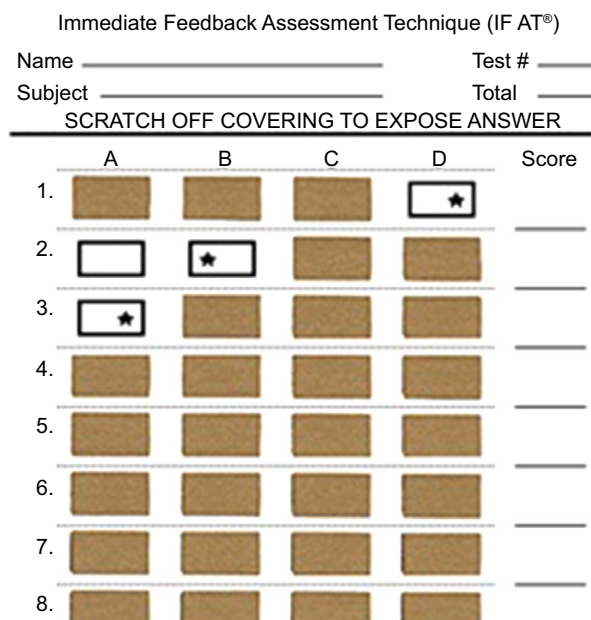 Immediate Feedback Assessment Technique (IF AT®)
Name Test #
Subject Total
SCRATCH OFF COVERING TO EXPOSE ANSWER
A B C D Score
1.
2.
3.
4.
5.
6.
7.
8.